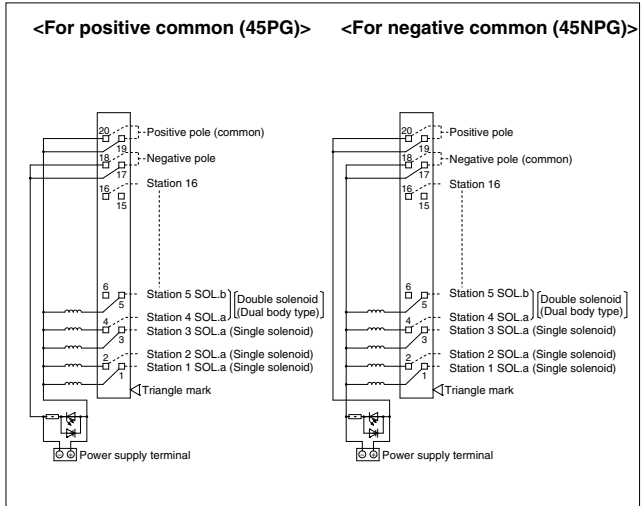 <For positive common (45PG)>
20
Positive pole (common)
19
18
Negative pole
17
16
Station 16
15
6
Station 5 SOL.b
5
Double solenoid
(Dual body type)
4
Station 4 SOL.a
Station 3 SOL.a (Single solenoid)
3
2
Station 2 SOL.a (Single solenoid)
Station 1 SOL.a (Single solenoid)
1
Triangle mark
Power supply terminal
<For negative common (45NPG)>
20
Positive pole
19
18
Negative pole (common)
17
16
Station 16
15
6
Station 5 SOL.b
5
Double solenoid
(Dual body type)
4
Station 4 SOL.a
Station 3 SOL.a (Single solenoid)
3
2
Station 2 SOL.a (Single solenoid)
Station 1 SOL.a (Single solenoid)
1
Triangle mark
Power supply terminal